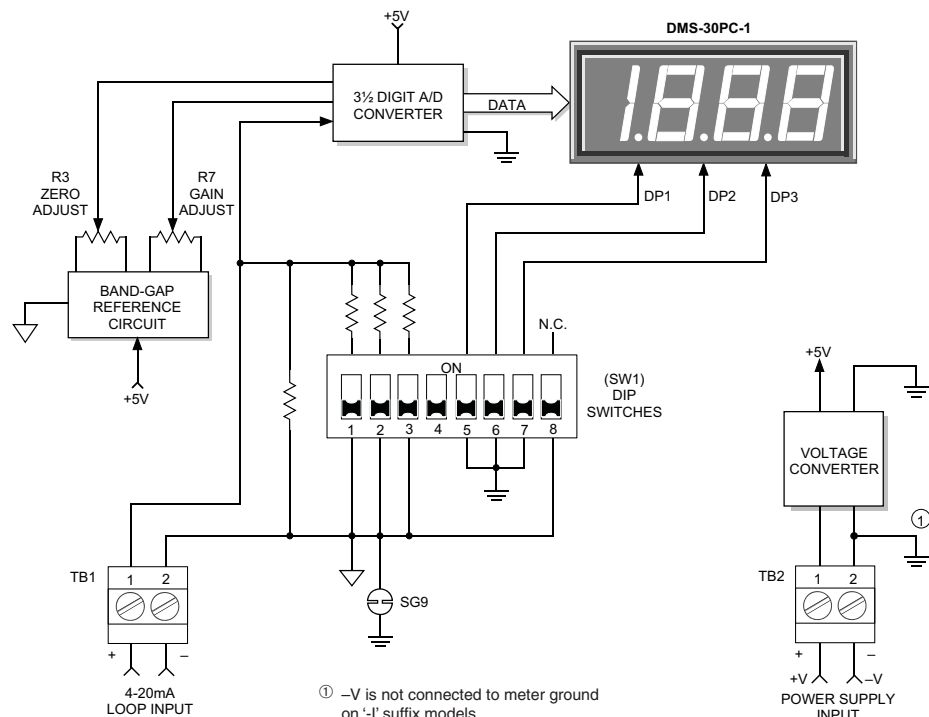 +5V
DMS-30PC-1
3½ DIGIT A/D
CONVERTER
DATA
1.8.8.8
R3
ZERO
ADJUST
R7
GAIN
ADJUST
DP1
DP2
DP3
BAND-GAP
REFERENCE
CIRCUIT
+5V
N.C.
ON
1 2 3 4 5 6 7 8
(SW1)
DIP
SWITCHES
+5V
VOLTAGE
CONVERTER
1
TB1
1 2
SG9
TB2
1 2
+ –
4-20mA
LOOP INPUT
+ –
+V –V
POWER SUPPLY
INPUT
① –V is not connected to meter ground
on '-I' suffix models